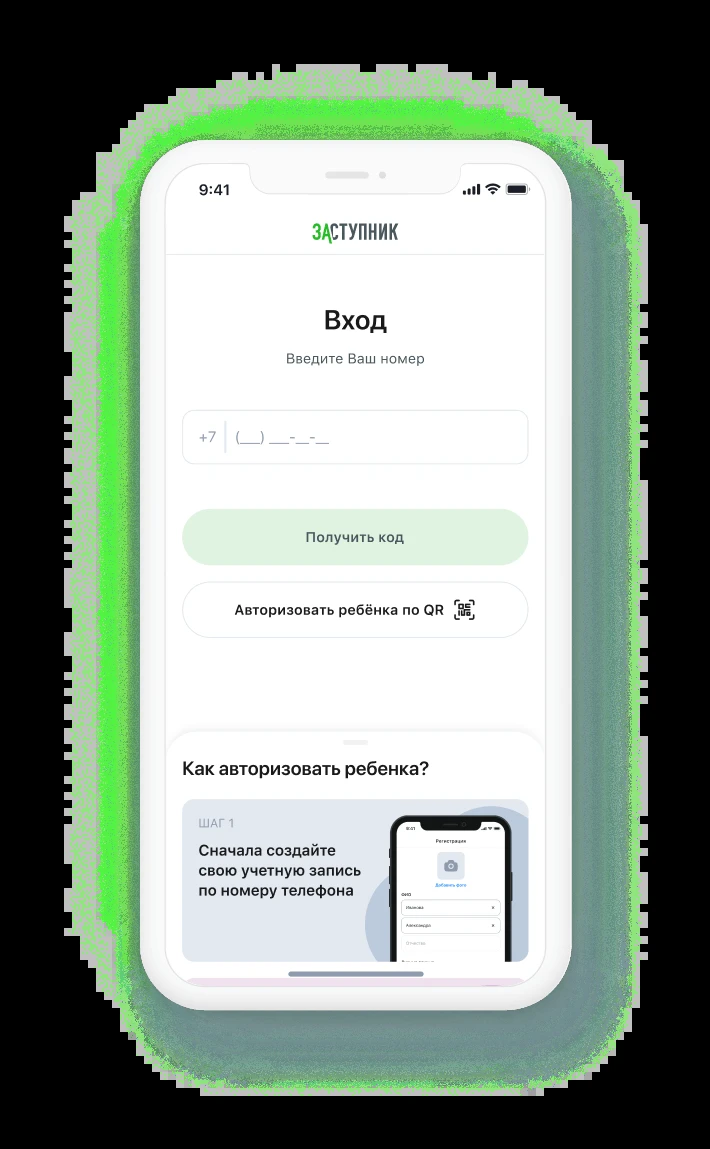 9:41
ЗАСТУПНИК
Вход
Введите Ваш номер
+7 (___) ___-__-__
Получить код
Авторизовать ребёнка по QR
Как авторизовать ребенка?
ШАГ 1
Сначала создайте
свою учетную запись
по номеру телефона
9:41
Регистрация
Добавить фото
ФИО
Иванова
Александра
Отчество